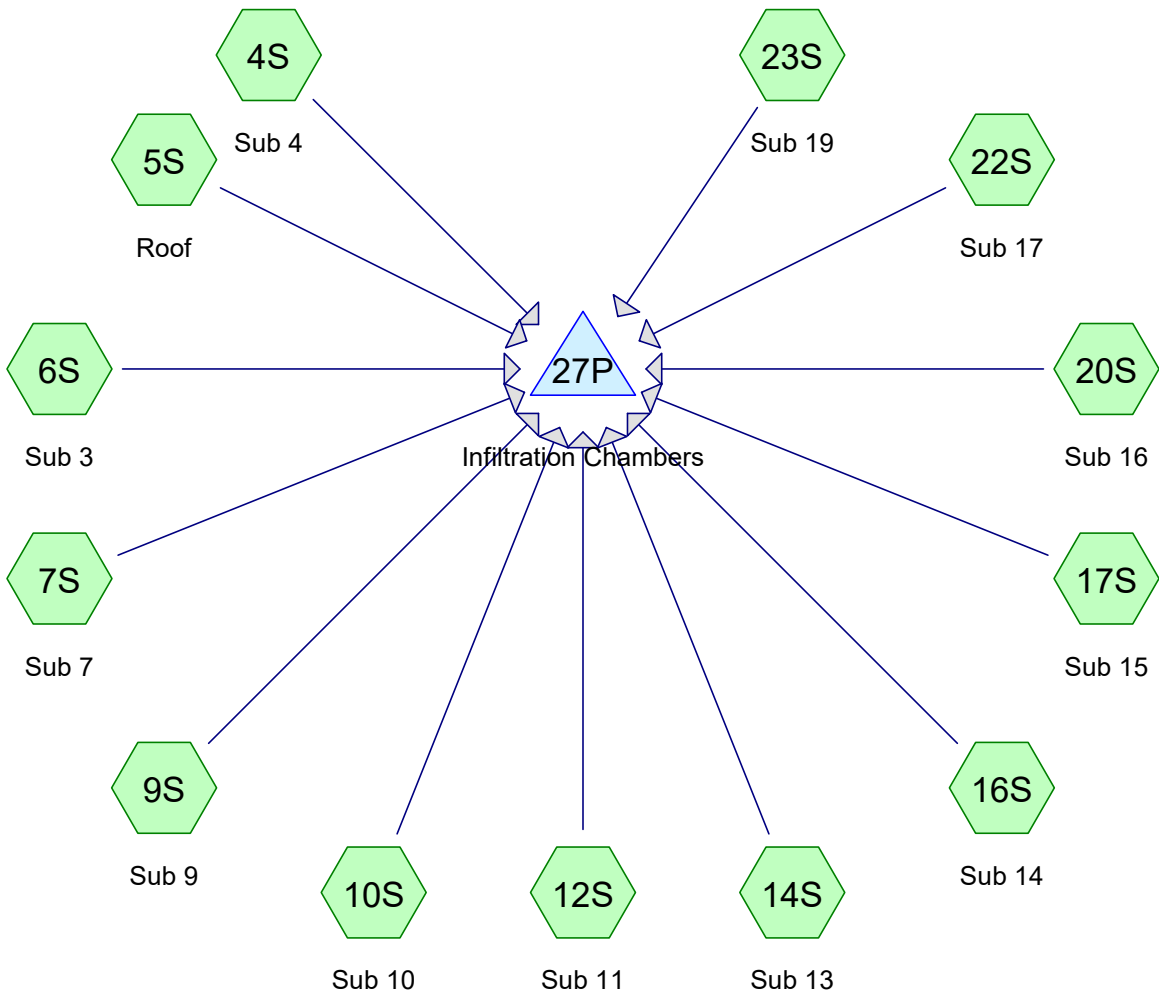 4S
Sub 4
23S
Sub 19
5S
Roof
22S
Sub 17
6S
Sub 3
27P
Infiltration Chambers
20S
Sub 16
7S
Sub 7
17S
Sub 15
9S
Sub 9
16S
Sub 14
10S
Sub 10
12S
Sub 11
14S
Sub 13